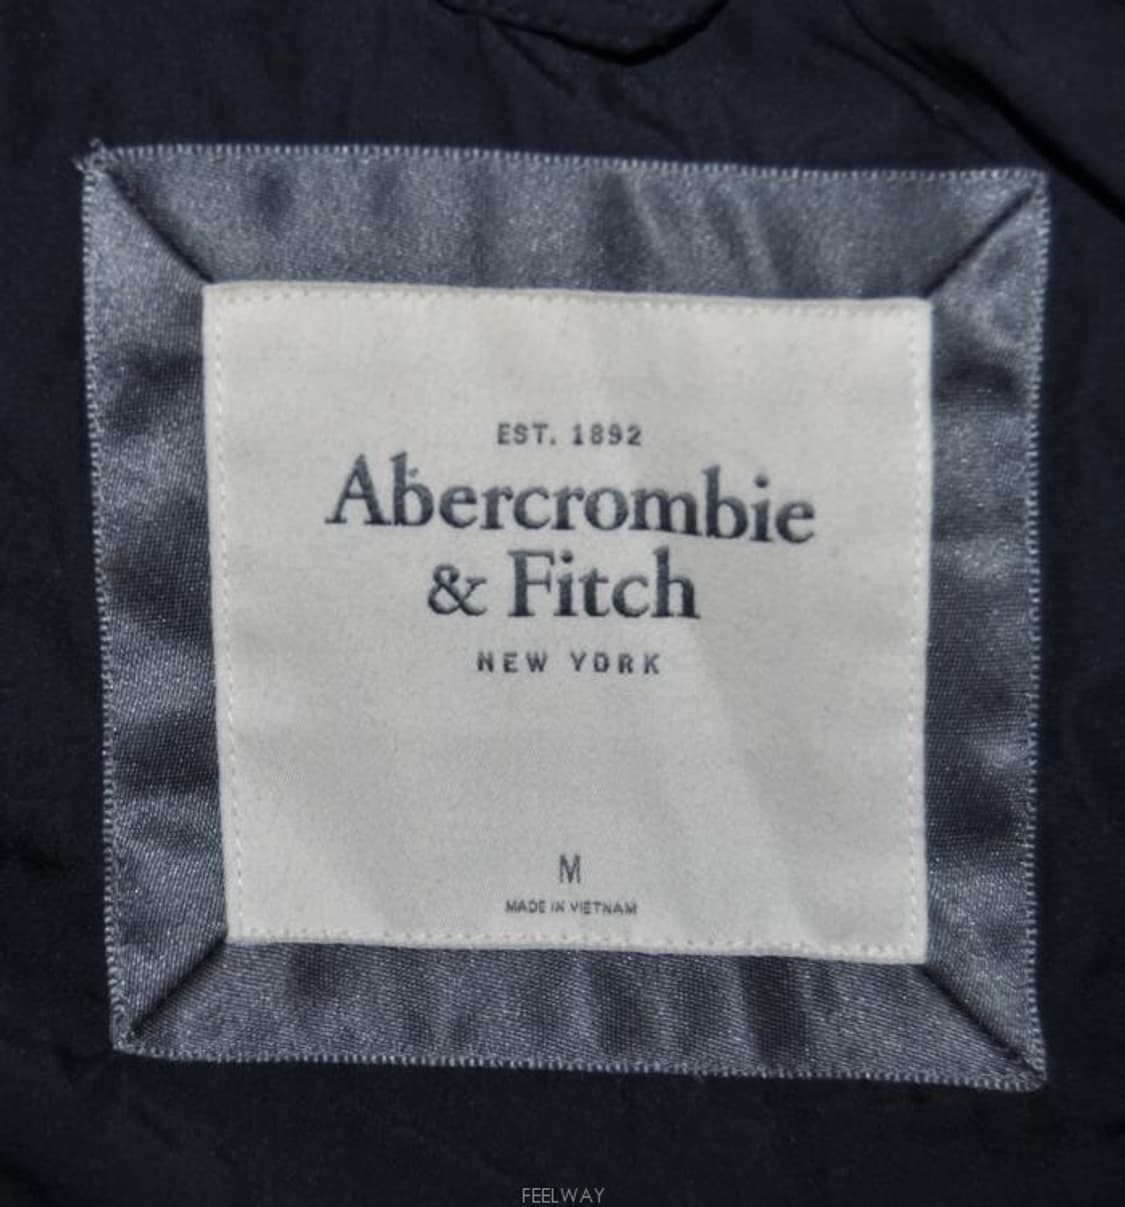 EST. 1892
Abercrombie
& Fitch
NEW YORK
M
MADE IN VIETNAM
FEELWAY